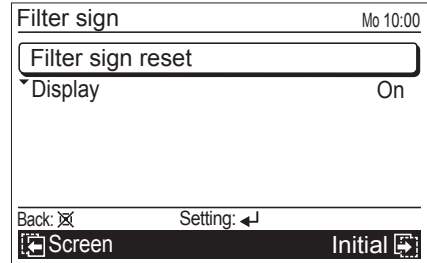 Filter sign Mo 10:00
Filter sign reset
Display On
Back: Setting:
Screen Initial